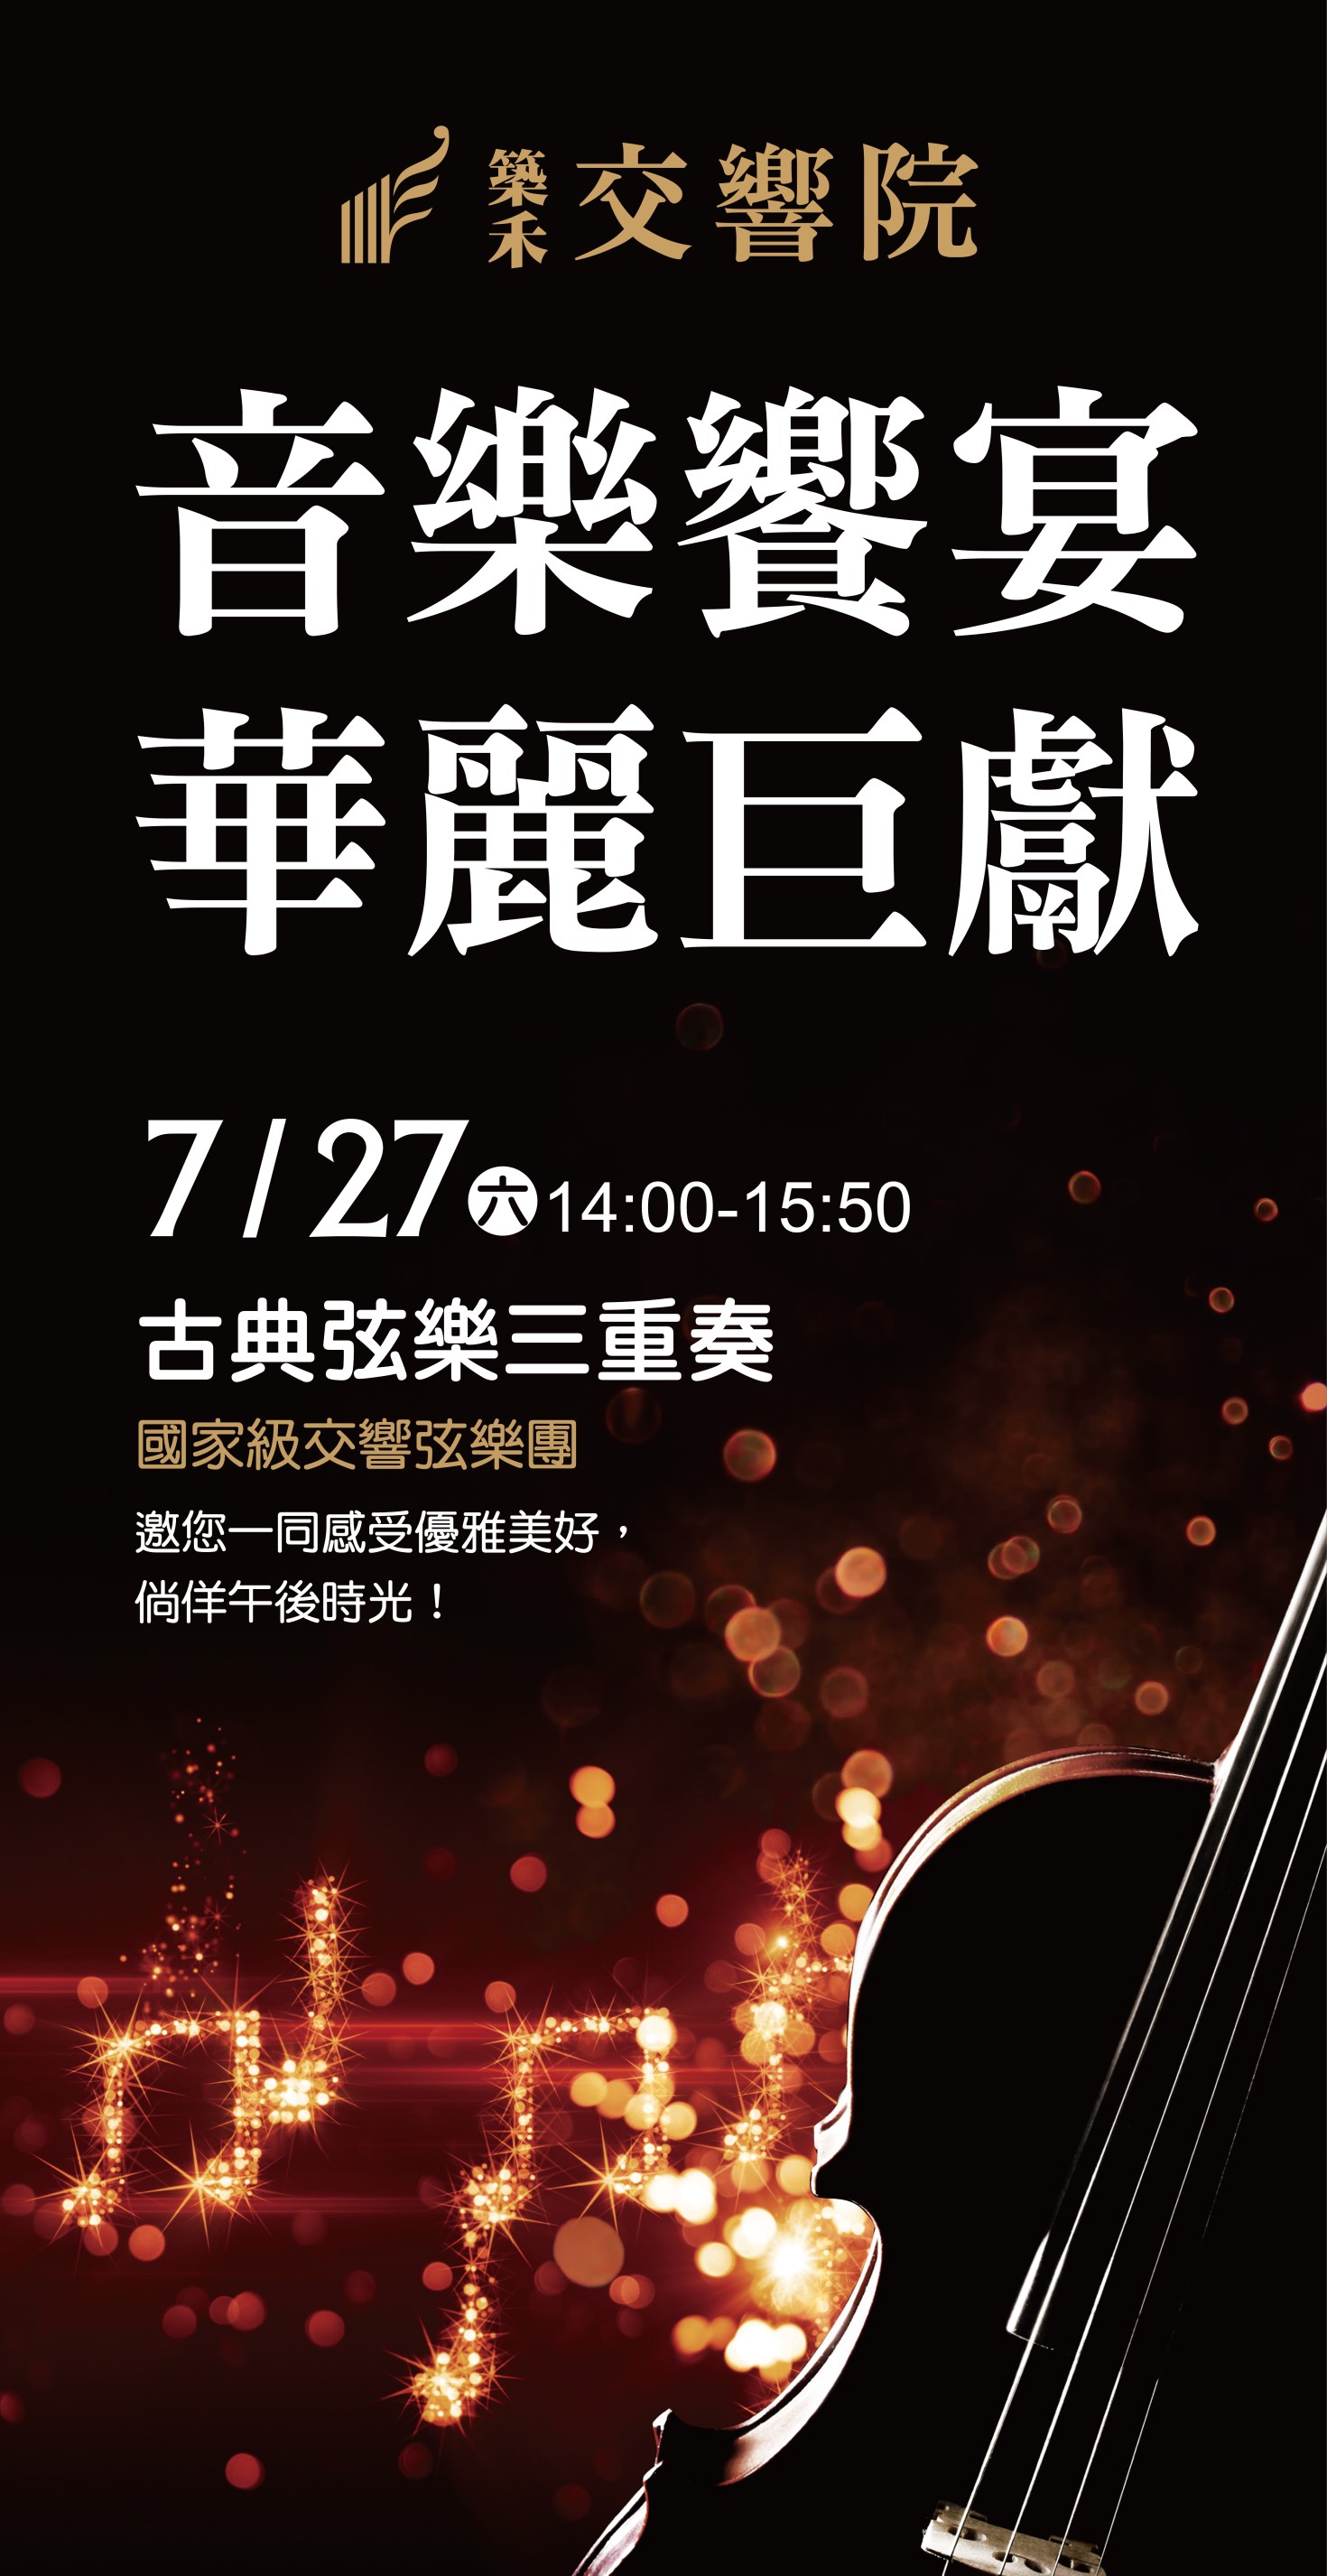 築禾 交響院
音樂饗宴
華麗巨獻
7/27六14:00-15:50
古典弦樂三重奏
國家級交響弦樂團
邀您一同感受優雅美好，
倘佯午後時光！